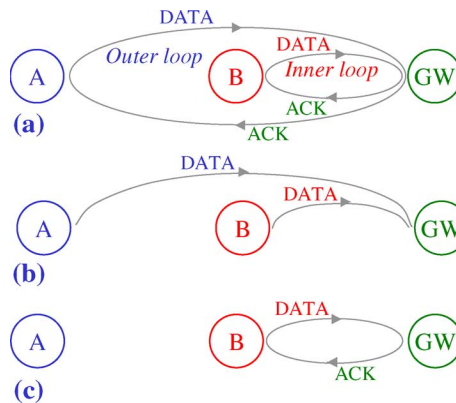 DATA
Outer loop
DATA
A
B
Inner loop
GW
ACK
ACK
(a)
DATA
DATA
A
B
GW
(b)
DATA
A
B
GW
ACK
(c)